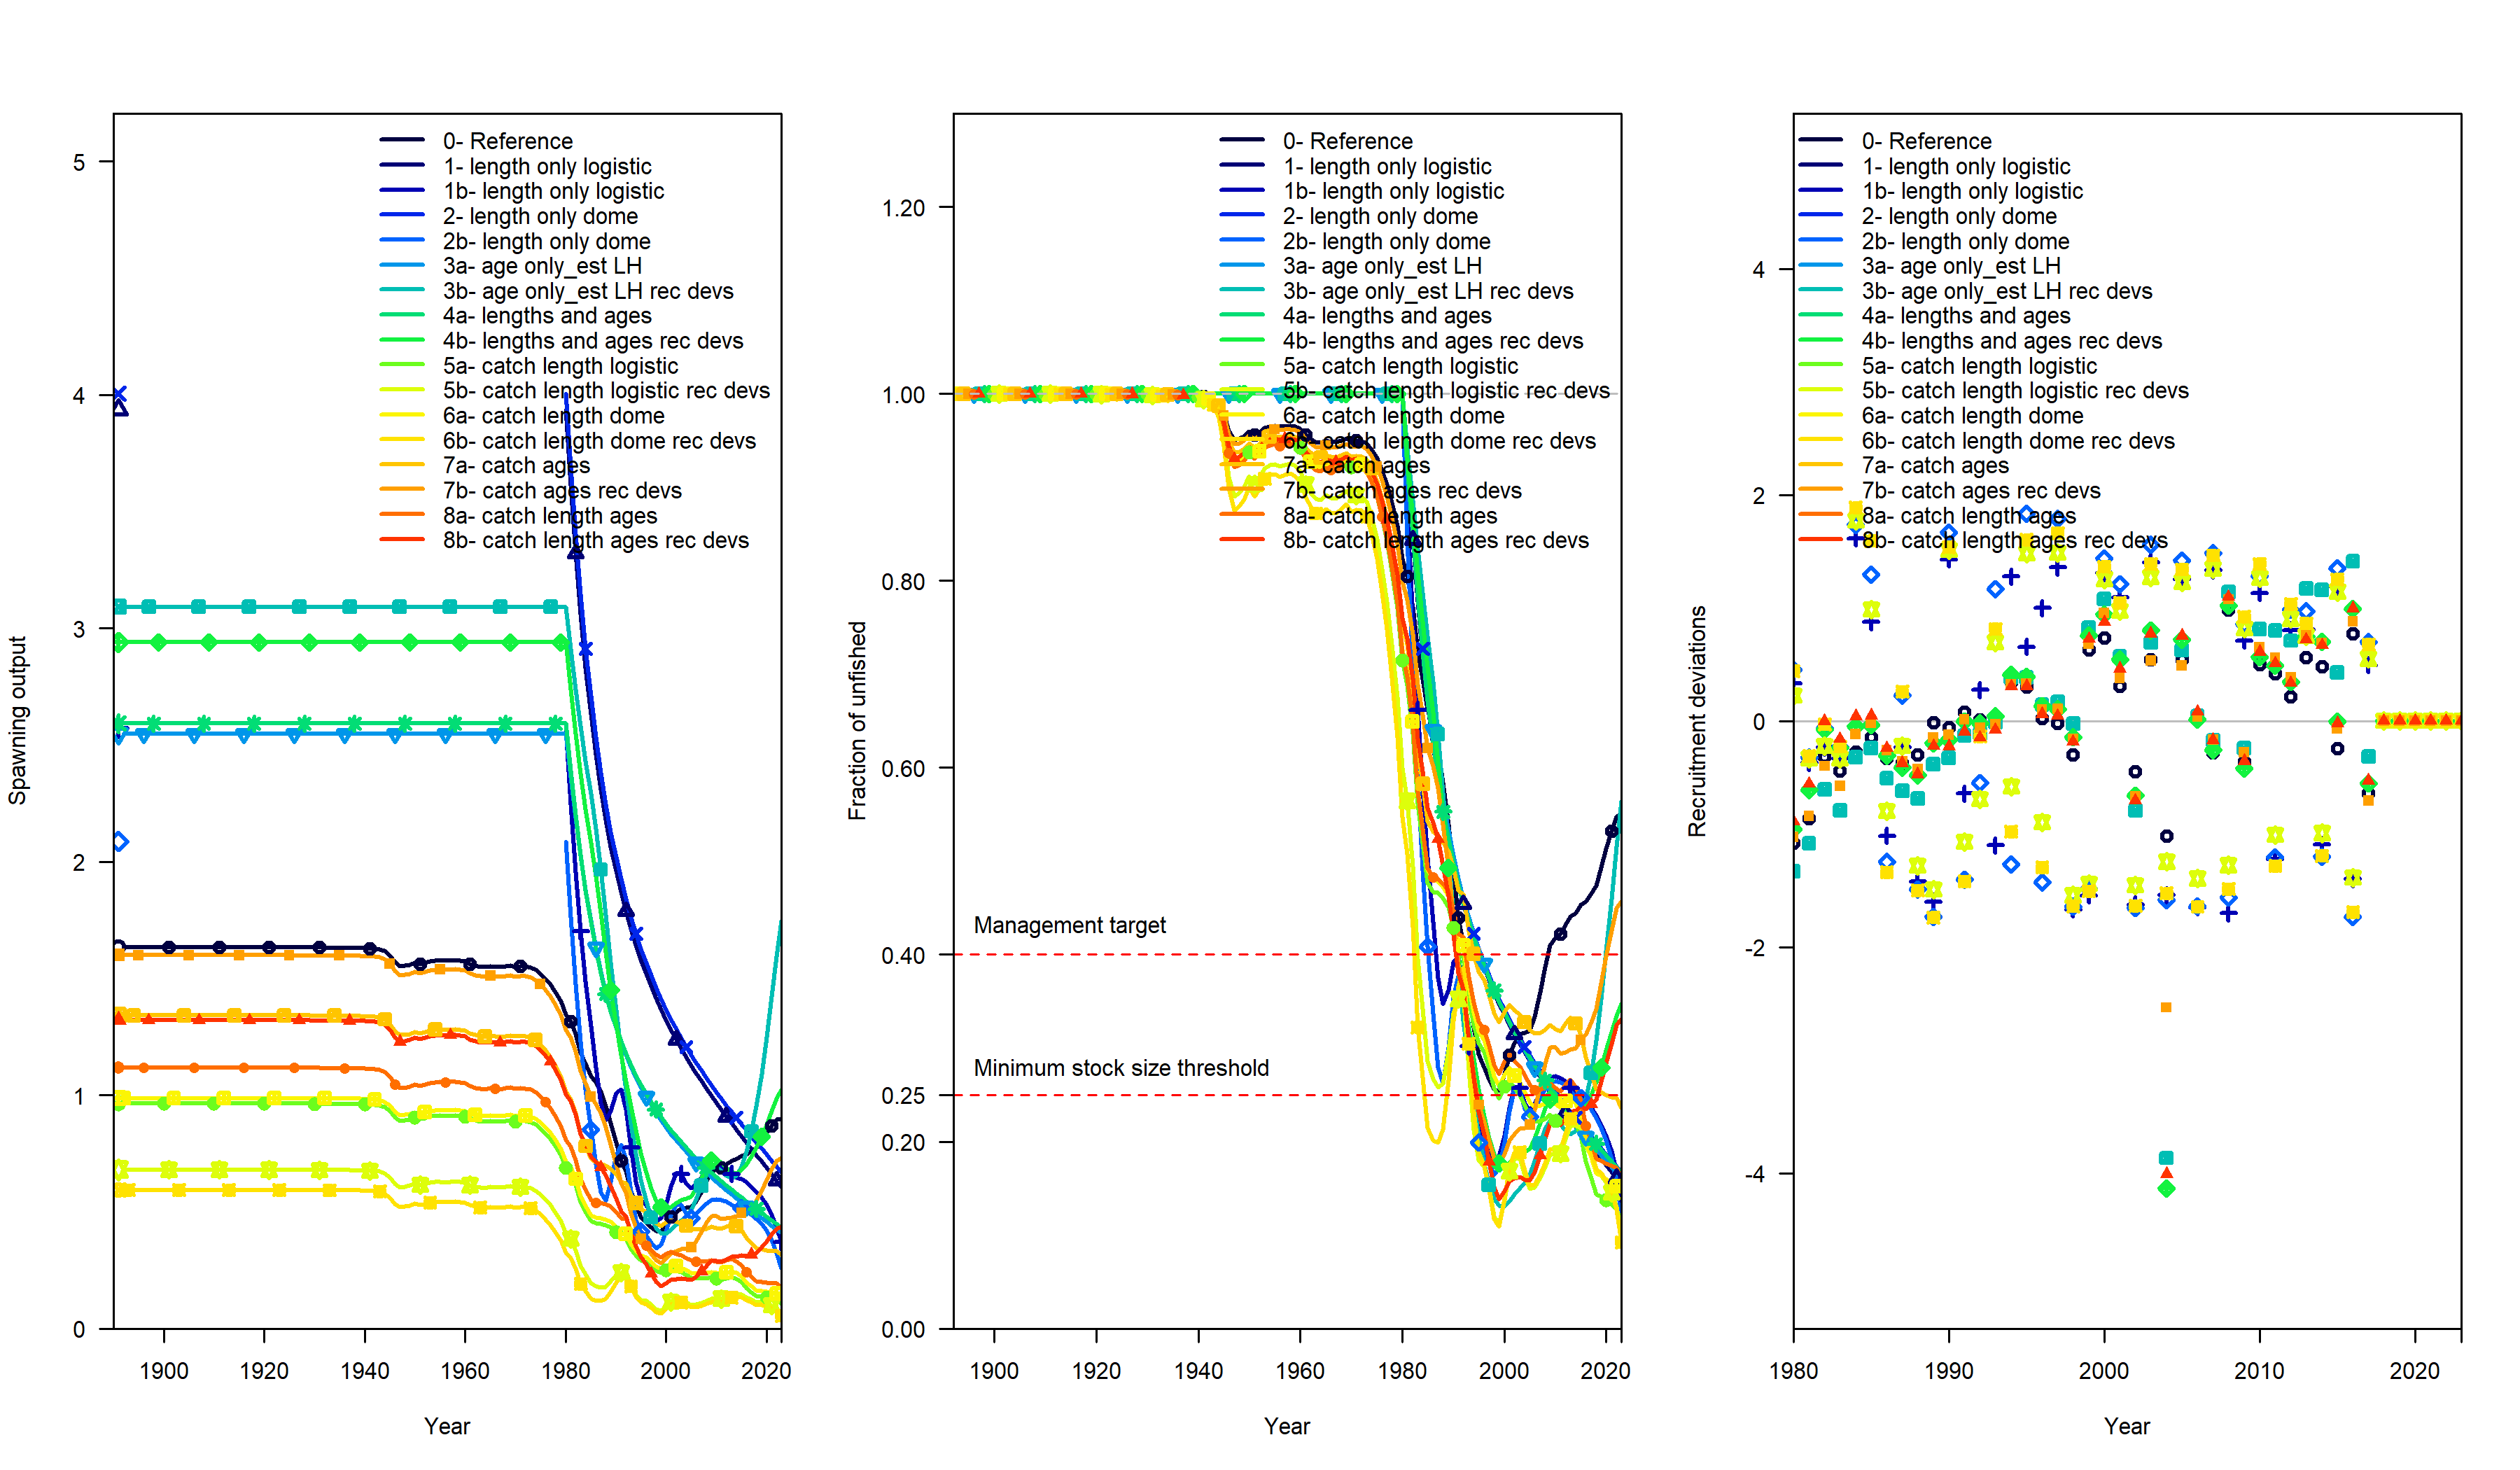 Spawning output
5
4
3
2
1
0
1900 1920 1940 1960 1980 2000 2020
Year
0- Reference
1- length only logistic
1b- length only logistic
2- length only dome
2b- length only dome
3a- age only_est LH
3b- age only_est LH rec devs
4a- lengths and ages
4b- lengths and ages rec devs
5a- catch length logistic
5b- catch length logistic rec devs
6a- catch length dome
6b- catch length dome rec devs
7a- catch ages
7b- catch ages rec devs
8a- catch length ages
8b- catch length ages rec devs
Fraction of unfished
1.20
1.00
0.80
0.60
0.40
0.25
0.20
0.00
Management target
Minimum stock size threshold
1900 1920 1940 1960 1980 2000 2020
Year
0- Reference
1- length only logistic
1b- length only logistic
2- length only dome
2b- length only dome
3a- age only_est LH
3b- age only_est LH rec devs
4a- lengths and ages
4b- lengths and ages rec devs
5a- catch length logistic
5b- catch length logistic rec devs
6a- catch length dome
6b- catch length dome rec devs
7a- catch ages
7b- catch ages rec devs
8a- catch length ages
8b- catch length ages rec devs
Recruitment deviations
4
2
0
-2
-4
1980 1990 2000 2010 2020
Year
0- Reference
1- length only logistic
1b- length only logistic
2- length only dome
2b- length only dome
3a- age only_est LH
3b- age only_est LH rec devs
4a- lengths and ages
4b- lengths and ages rec devs
5a- catch length logistic
5b- catch length logistic rec devs
6a- catch length dome
6b- catch length dome rec devs
7a- catch ages
7b- catch ages rec devs
8a- catch length ages
8b- catch length ages rec devs